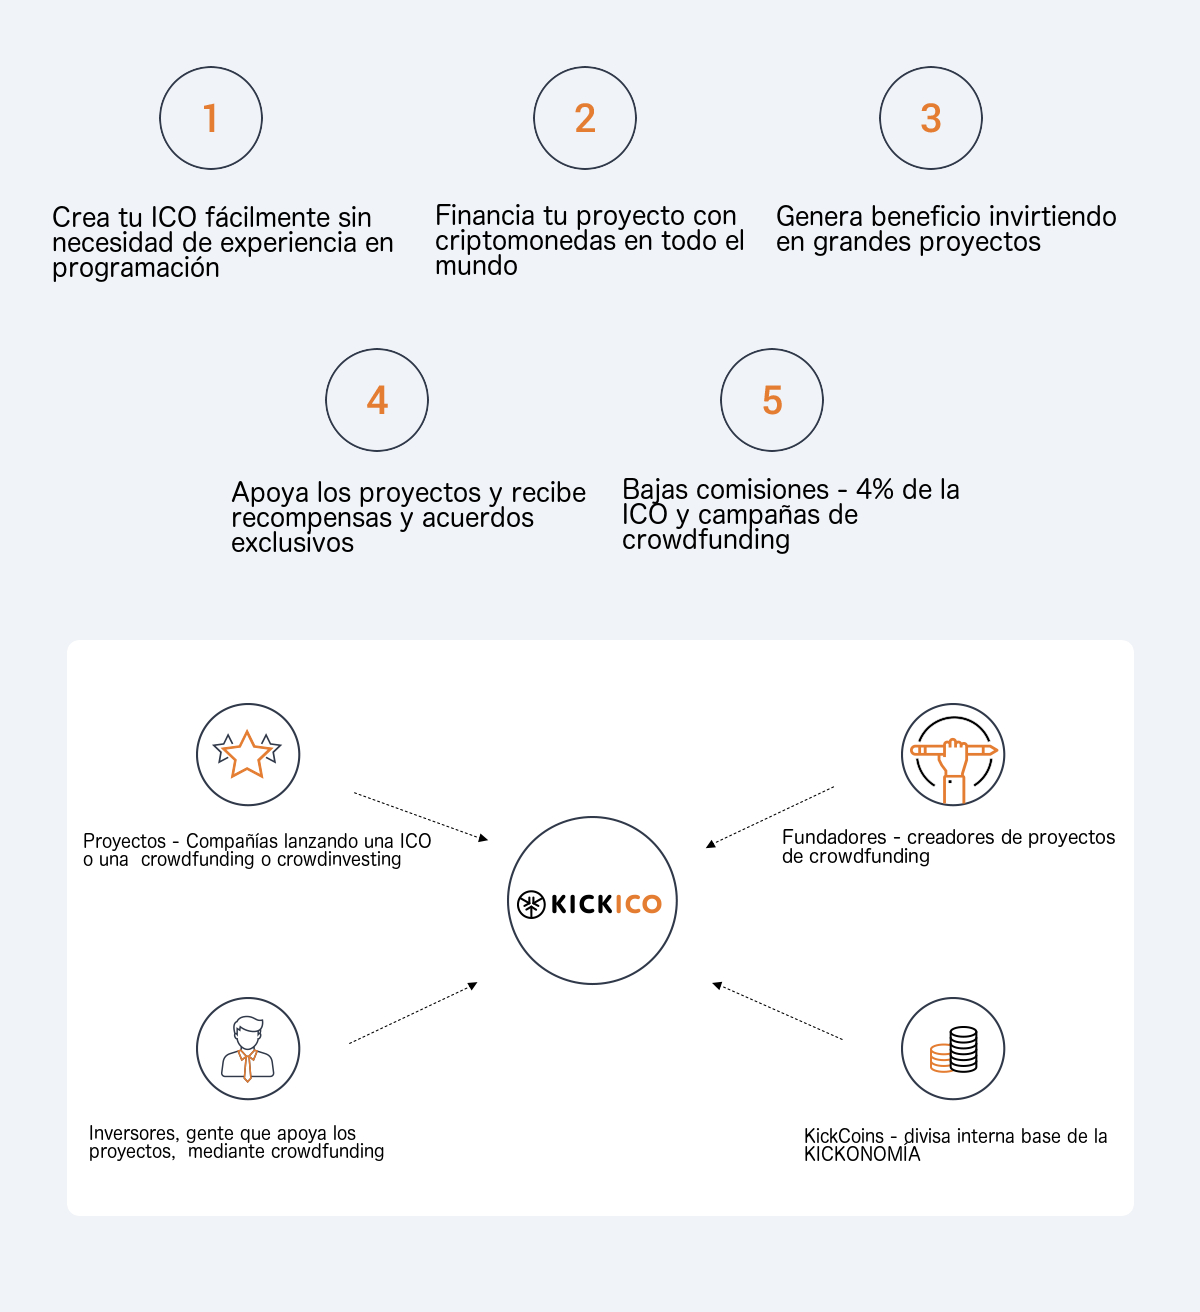 1
Crea tu ICO fácilmente sin
necesidad de experiencia en
programación
2
Financia tu proyecto con
criptomonedas en todo el
mundo
3
Genera beneficio invirtiendo
en grandes proyectos
4
Apoya los proyectos y recibe
recompensas y acuerdos
exclusivos
5
Bajas comisiones - 4% de la
ICO y campañas de
crowdfunding
Proyectos - Compañías lanzando una ICO
o una  crowdfunding o crowdinvesting
Fundadores - creadores de proyectos
de crowdfunding
KICKICO
Inversores, gente que apoya los
proyectos,  mediante crowdfunding
KickCoins - divisa interna base de la
KICKONOMÍA